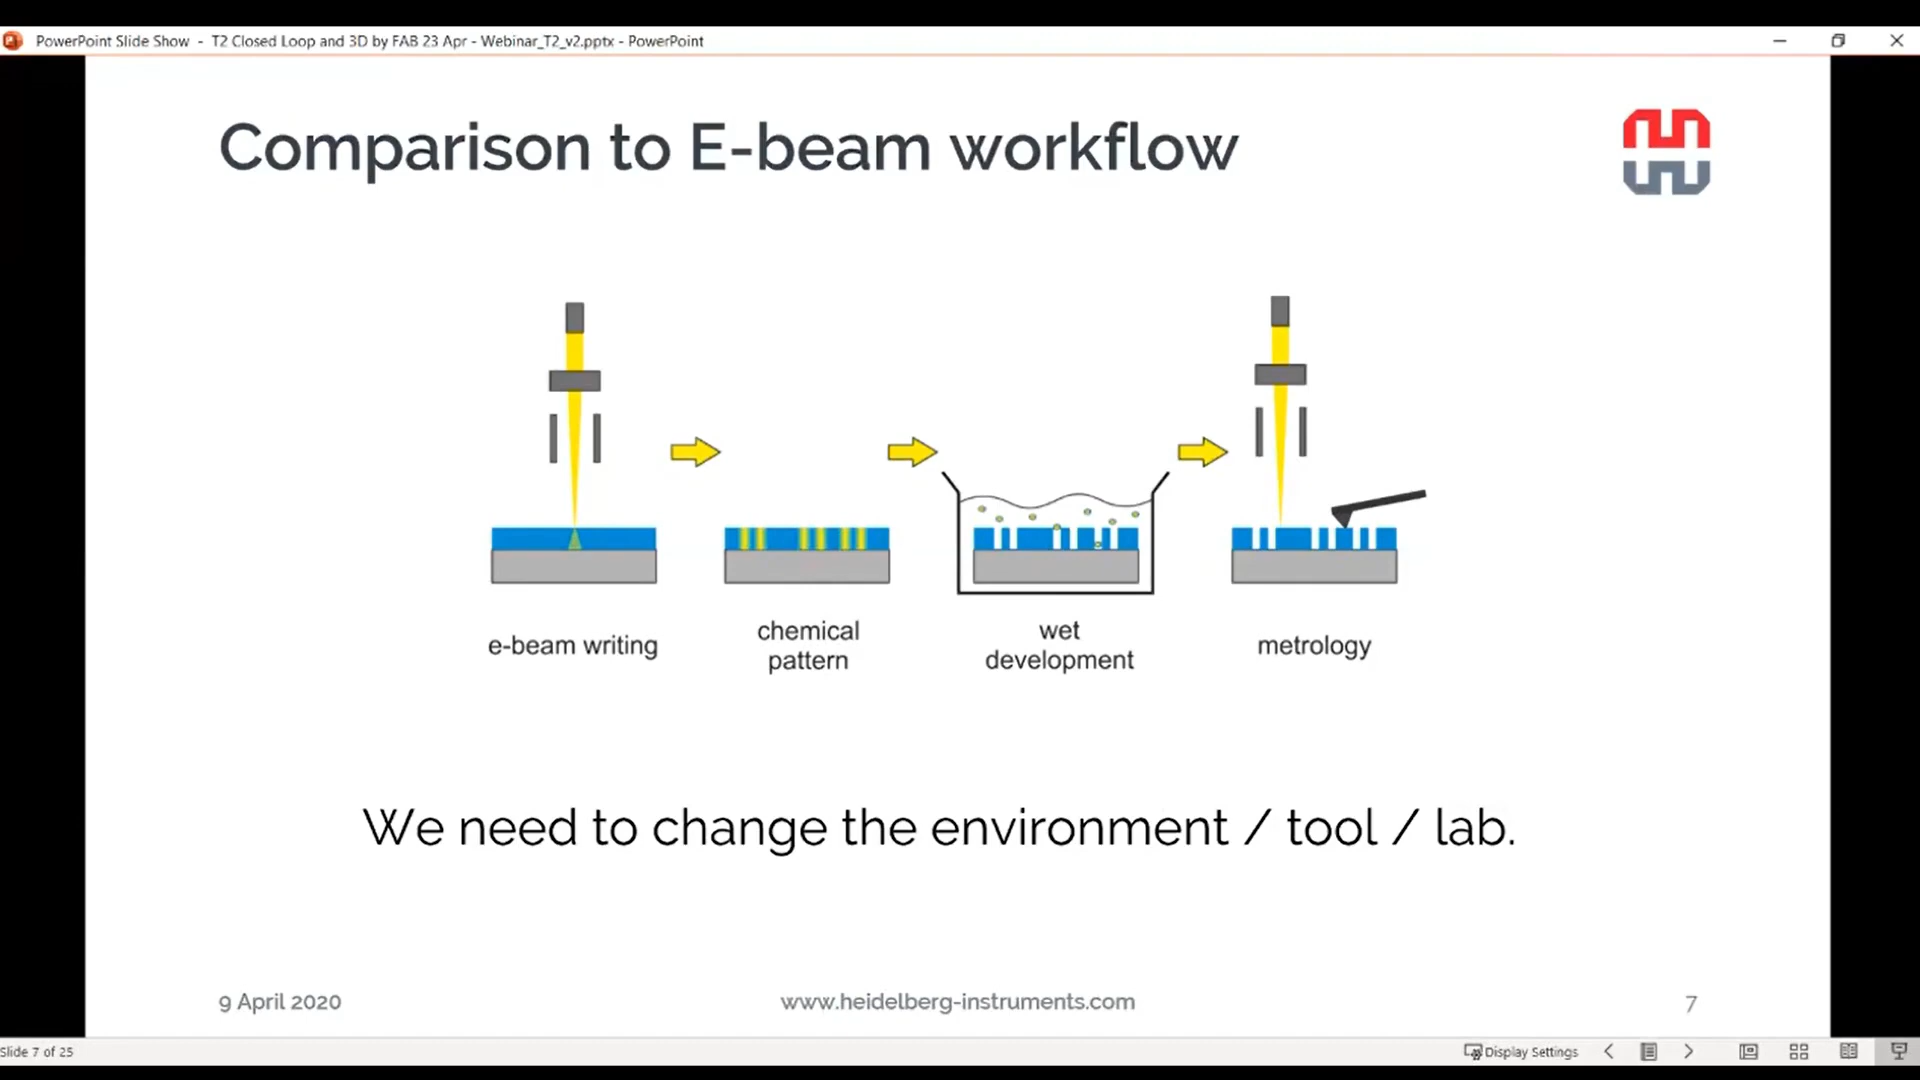 PowerPoint Slide Show - T2 Closed Loop and 3D by FAB 23 Apr - Webinar_T2_v2.pptx - PowerPoint
Comparison to E-beam workflow
e-beam writing
chemical
pattern
wet
development
metrology
We need to change the environment / tool / lab.
9 April 2020
www.heidelberg-instruments.com
7
Slide 7 of 25
Display Settings